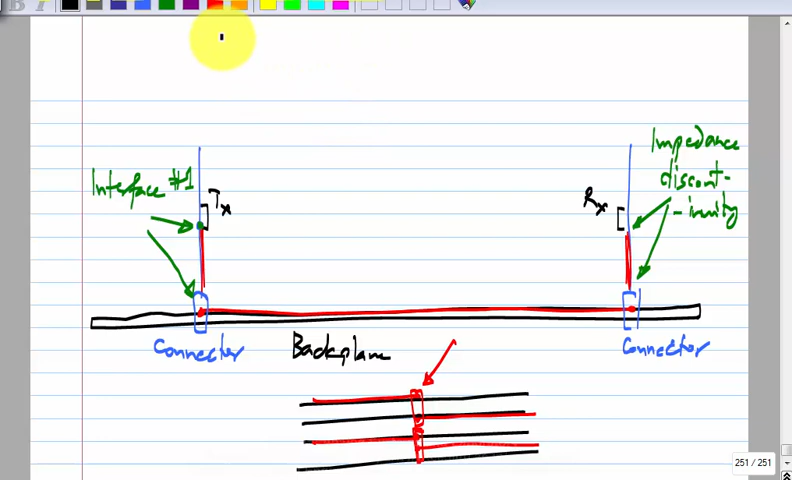 B I
Impedance
discont-
-inuity
Interface #1
Tx
Rx
Connector
Backplane
Connector
251 / 251